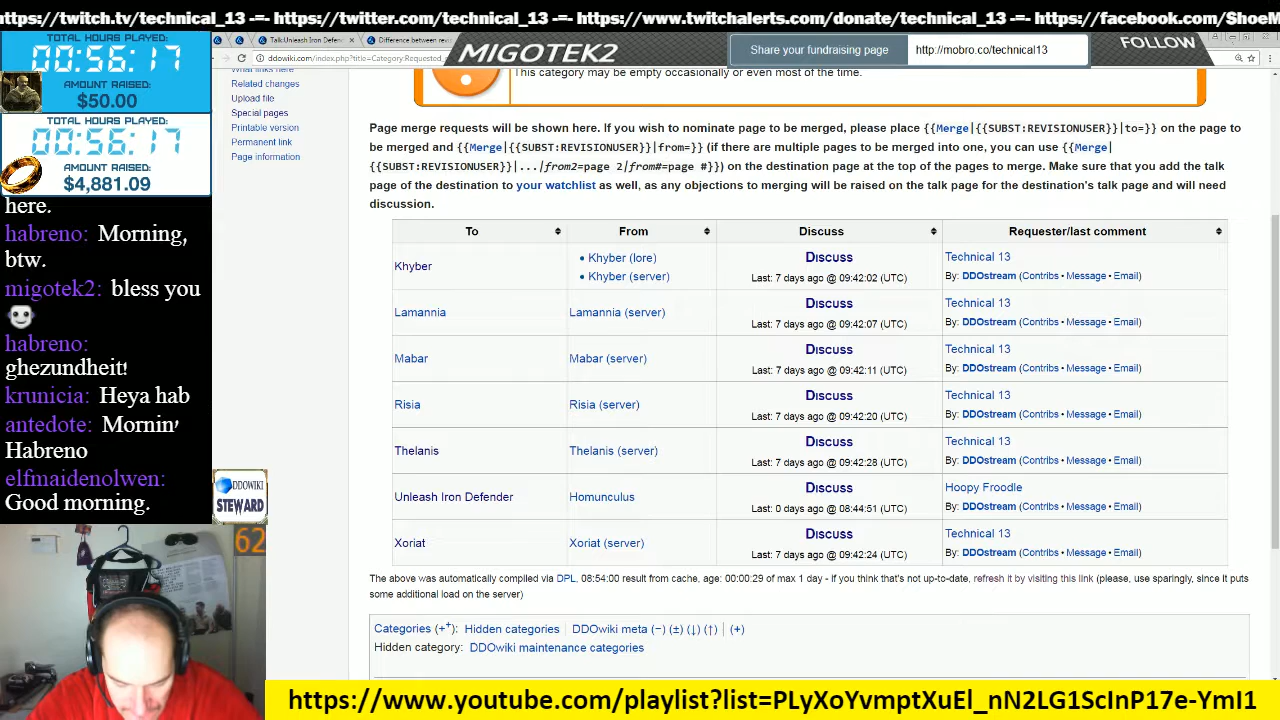 https://twitch.tv/technical_13 -=- https://twitter.com/technical_13 -=- https://www.twitchalerts.com/donate/technical_13 -=- https://facebook.com/ShoeM
TOTAL HOURS PLAYED:
00:56:17
AMOUNT RAISED:
$50.00
TOTAL HOURS PLAYED:
00:56:17
AMOUNT RAISED:
$4,881.09
here.
habreno: Morning,
btw.
migotek2: bless you
habreno:
ghezundheit!
krunicia: Heya hab
antedote: Mornin'
Habreno
elfmaidenolwen:
Good morning.
DDOWIKI
STEWARD
62
Talk:Unleash Iron Defen
Difference between rev
MIGOTEK2
Share your fundraising page
http://mobro.co/technical13
FOLLOW
ddowiki.com/index.php?title=Category:Requested_
What links here
Related changes
Upload file
Special pages
Printable version
Permanent link
Page information
This category may be empty occasionally or even most of the time.
Page merge requests will be shown here. If you wish to nominate page to be merged, please place {{Merge|{{SUBST:REVISIONUSER}}|to=}} on the page to
be merged and {{Merge|{{SUBST:REVISIONUSER}}|from=}} (if there are multiple pages to be merged into one, you can use {{Merge|
{{SUBST:REVISIONUSER}}|...|from2=page 2|from#=page #}}) on the destination page at the top of the pages to merge. Make sure that you add the talk
page of the destination to your watchlist as well, as any objections to merging will be raised on the talk page for the destination's talk page and will need
discussion.
To From Discuss Requester/last comment
Khyber • Khyber (lore) • Khyber (server) Discuss Last: 7 days ago @ 09:42:02 (UTC) Technical 13 By: DDOstream (Contribs • Message • Email)
Lamannia Lamannia (server) Discuss Last: 7 days ago @ 09:42:07 (UTC) Technical 13 By: DDOstream (Contribs • Message • Email)
Mabar Mabar (server) Discuss Last: 7 days ago @ 09:42:11 (UTC) Technical 13 By: DDOstream (Contribs • Message • Email)
Risia Risia (server) Discuss Last: 7 days ago @ 09:42:20 (UTC) Technical 13 By: DDOstream (Contribs • Message • Email)
Thelanis Thelanis (server) Discuss Last: 7 days ago @ 09:42:28 (UTC) Technical 13 By: DDOstream (Contribs • Message • Email)
Unleash Iron Defender Homunculus Discuss Last: 0 days ago @ 08:44:51 (UTC) Hoopy Froodle By: DDOstream (Contribs • Message • Email)
Xoriat Xoriat (server) Discuss Last: 7 days ago @ 09:42:24 (UTC) Technical 13 By: DDOstream (Contribs • Message • Email)
The above was automatically compiled via DPL, 08:54:00 result from cache, age: 00:00:29 of max 1 day - if you think that's not up-to-date, refresh it by visiting this link (please, use sparingly, since it puts
some additional load on the server)
Categories (+⁺): Hidden categories | DDOwiki meta (−) (±) (↓) (↑) | (+)
Hidden category: DDOwiki maintenance categories
https://www.youtube.com/playlist?list=PLyXoYvmptXuEl_nN2LG1ScInP17e-YmI1